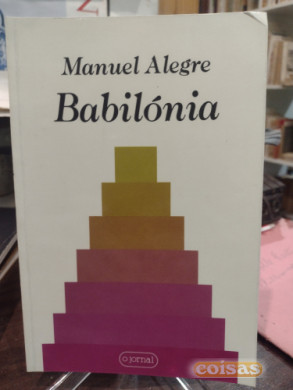 Manuel Alegre
Babilónia
o jornal
coisas